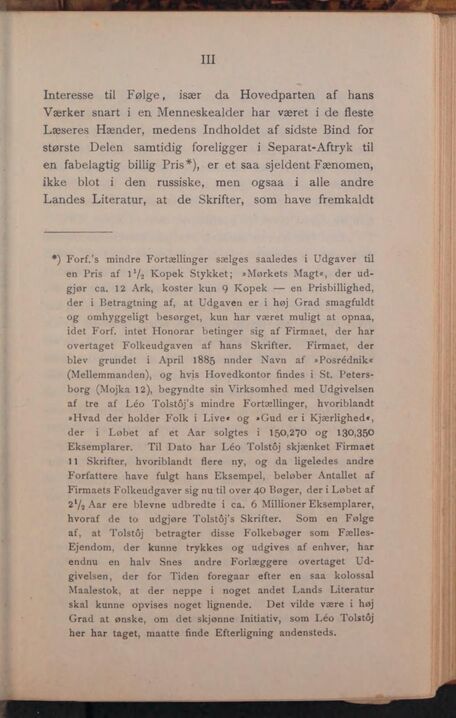 III
Interesse til Følge, især da Hovedparten af hans
Værker snart i en Menneskealder har været i de fleste
Læseres Hænder, medens Indholdet af sidste Bind for
største Delen samtidig foreligger i Separat-Aftryk til
en fabelagtig billig Pris*), er et saa sjeldent Fænomen,
ikke blot i den russiske, men ogsaa i alle andre
Landes Literatur, at de Skrifter, som have fremkaldt
*) Forf.'s mindre Fortællinger sælges saaledes i Udgaver til
en Pris af 1½ Kopek Stykket; »Mørkets Magt«, der ud-
gjør ca. 12 Ark, koster kun 9 Kopek — en Prisbillighed,
der i Betragtning af, at Udgaven er i høj Grad smagfuldt
og omhyggeligt besørget, kun har været muligt at opnaa,
idet Forf. intet Honorar betinger sig af Firmaet, der har
overtaget Folkeudgaven af hans Skrifter. Firmaet, der
blev grundet i April 1885 nnder Navn af »Posrédnik«
(Mellemmanden), og hvis Hovedkontor findes i St. Peters-
borg (Mojka 12), begyndte sin Virksomhed med Udgivelsen
af tre af Léo Tolstôj's mindre Fortællinger, hvoriblandt
»Hvad der holder Folk i Live« og »Gud er i Kjærlighed«,
der i Løbet af et Aar solgtes i 150,270 og 130,350
Eksemplarer. Til Dato har Léo Tolstôj skjænket Firmaet
11 Skrifter, hvoriblandt flere ny, og da ligeledes andre
Forfattere have fulgt hans Eksempel, beløber Antallet af
Firmaets Folkeudgaver sig nu til over 40 Bøger, der i Løbet af
2½ Aar ere blevne udbredte i ca. 6 Millioner Eksemplarer,
hvoraf de to udgjøre Tolstôj's Skrifter. Som en Følge
af, at Tolstôj betragter disse Folkebøger som Fælles-
Ejendom, der kunne trykkes og udgives af enhver, har
endnu en halv Snes andre Forlæggere overtaget Ud-
givelsen, der for Tiden foregaar efter en saa kolossal
Maalestok, at der neppe i noget andet Lands Literatur
skal kunne opvises noget lignende. Det vilde være i høj
Grad at ønske, om det skjønne Initiativ, som Léo Tolstôj
her har taget, maatte finde Efterligning andensteds.